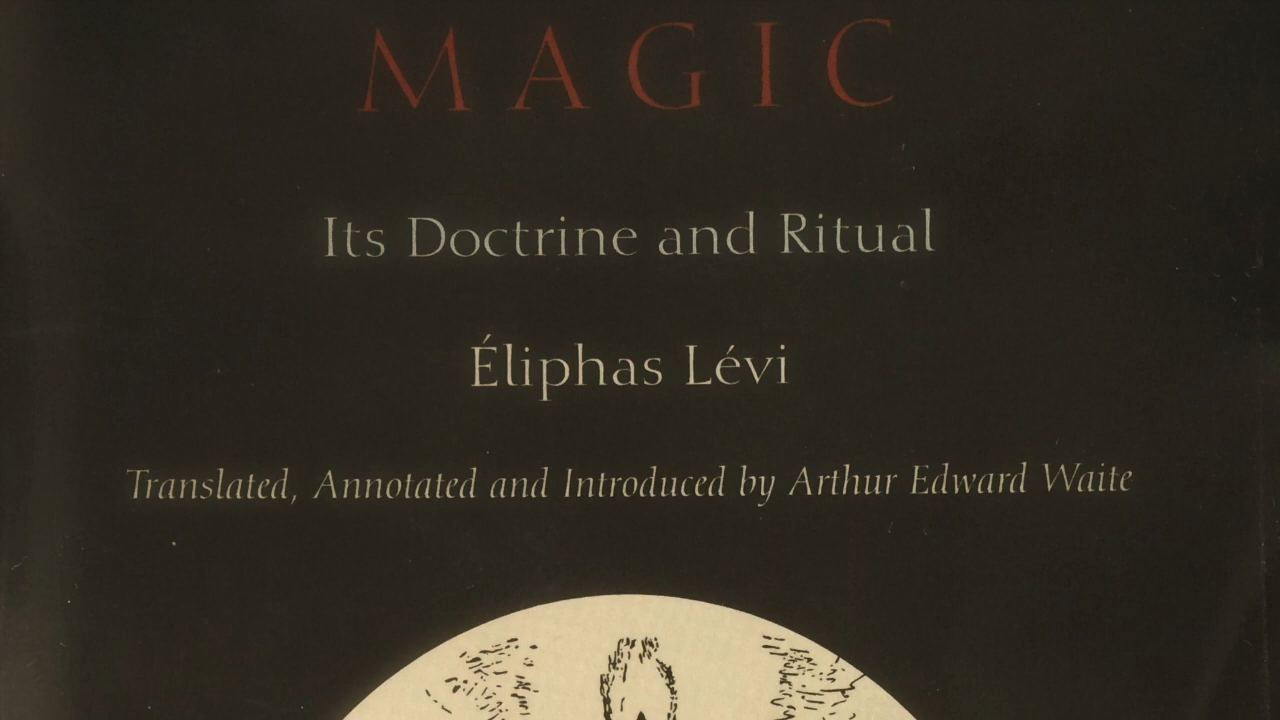 MAGIC
Its Doctrine and Ritual
Éliphas Lévi
Translated, Annotated and Introduced by Arthur Edward Waite